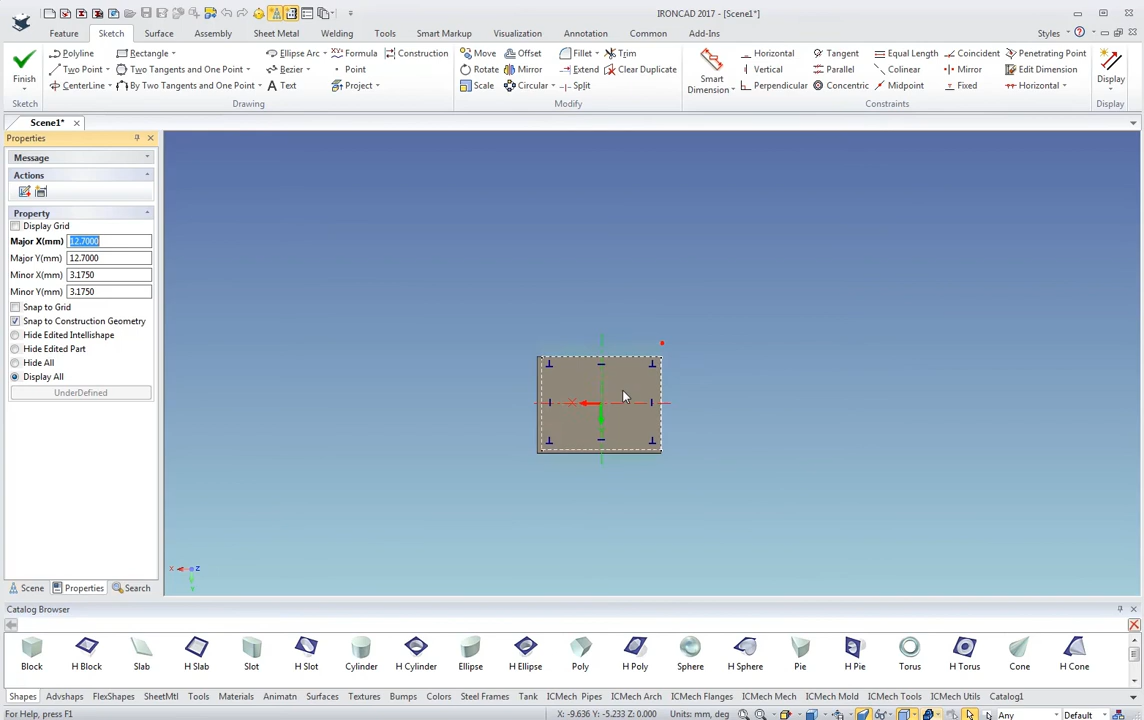 IRONCAD 2017 - [Scene1*]
Feature Sketch Surface Assembly Sheet Metal Welding Tools Smart Markup Visualization Annotation Common Add-Ins Styles
Polyline Rectangle Ellipse Arc Formula Construction Move Offset Fillet Trim Horizontal Tangent Equal Length Coincident Penetrating Point
Two Point Two Tangents and One Point Bezier Point Rotate Mirror Extend Clear Duplicate Vertical Parallel Colinear Mirror Edit Dimension
CenterLine By Two Tangents and One Point Text Project Scale Circular Split Perpendicular Concentric Midpoint Fixed Horizontal
Finish Smart Dimension Display
Sketch Drawing Modify Constraints Display
Scene1*
Properties
Message
Actions
Property
Display Grid
Major X(mm) 12.7000
Major Y(mm) 12.7000
Minor X(mm) 3.1750
Minor Y(mm) 3.1750
Snap to Grid
Snap to Construction Geometry
Hide Edited Intellishape
Hide Edited Part
Hide All
Display All
UnderDefined
X
X Z
Y
Scene Properties Search
Catalog Browser
Block H Block Slab H Slab Slot H Slot Cylinder H Cylinder Ellipse H Ellipse Poly H Poly Sphere H Sphere Pie H Pie Torus H Torus Cone H Cone
Shapes Advshaps FlexShapes SheetMtl Tools Materials Animatn Surfaces Textures Bumps Colors Steel Frames Tank ICMech Pipes ICMech Arch ICMech Flanges ICMech Mech ICMech Mold ICMech Tools ICMech Utils Catalog1
For Help, press F1 X: -9.636 Y: -5.233 Z: 0.000 Units: mm, deg Any Default